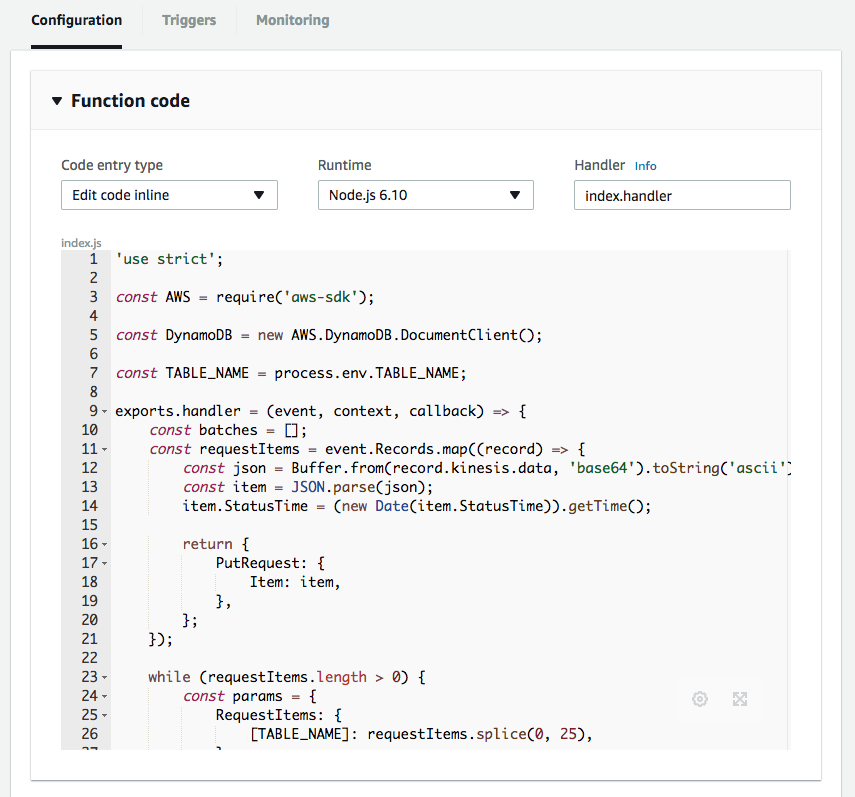 Configuration Triggers Monitoring
Function code
Code entry type Runtime Handler Info
Edit code inline Node.js 6.10 index.handler
index.js
1 'use strict';
2
3 const AWS = require('aws-sdk');
4
5 const DynamoDB = new AWS.DynamoDB.DocumentClient();
6
7 const TABLE_NAME = process.env.TABLE_NAME;
8
9 exports.handler = (event, context, callback) => {
10 const batches = [];
11 const requestItems = event.Records.map((record) => {
12 const json = Buffer.from(record.kinesis.data, 'base64').toString('ascii')
13 const item = JSON.parse(json);
14 item.StatusTime = (new Date(item.StatusTime)).getTime();
15
16 return {
17 PutRequest: {
18 Item: item,
19 },
20 };
21 });
22
23 while (requestItems.length > 0) {
24 const params = {
25 RequestItems: {
26 [TABLE_NAME]: requestItems.splice(0, 25),